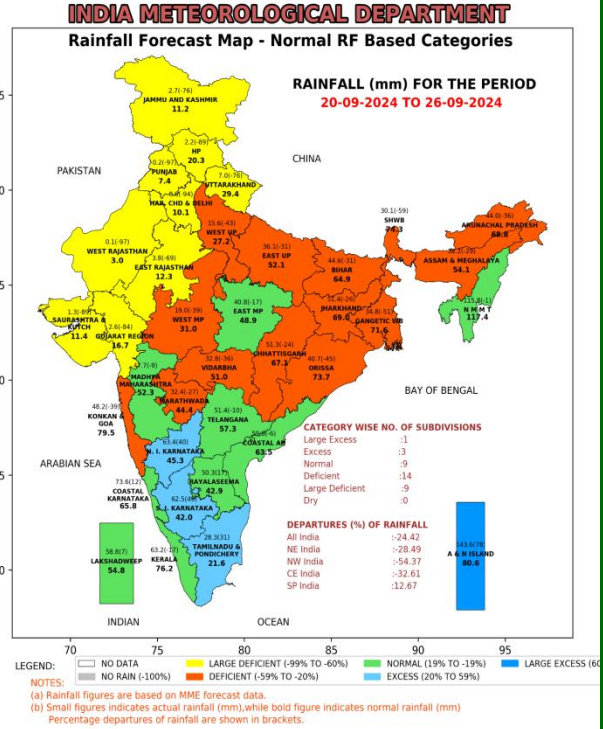 INDIA METEOROLOGICAL DEPARTMENT
Rainfall Forecast Map - Normal RF Based Categories
RAINFALL (mm) FOR THE PERIOD
20-09-2024 TO 26-09-2024
2.7(-76)
JAMMU AND KASHMIR
11.2
2.2(-89)
HP
20.3
CHINA
PAKISTAN
0.2(-97)
PUNJAB
7.4
7.0(-76)
UTTARAKHAND
29.4
HAR. CHD & DELHI
10.1
30.1(-59)
SHWB
74.3
44.0(-36)
ARUNACHAL PRADESH
68.8
15.6(-43)
WEST UP
27.2
0.1(-97)
WEST RAJASTHAN
3.0
3.8(-69)
EAST RAJASTHAN
12.3
36.1(-31)
EAST UP
52.1
44.6(-31)
BIHAR
64.9
ASSAM & MEGHALAYA
54.1
115.8(-1)
N M M T
117.4
SAURASHTRA &
KUTCH
11.4
2.6(-84)
GUJARAT REGION
16.7
19.0(-39)
WEST MP
31.0
40.8(-17)
EAST MP
48.9
51.4(-26)
JHARKHAND
69.0
34.8(-51)
GANGETIC WB
71.6
51.3(-24)
CHHATTISGARH
67.1
40.7(-45)
ORISSA
73.7
32.8(-36)
VIDARBHA
51.0
MADHYA
MAHARASHTRA
52.3
32.4(-27)
MARATHWADA
44.4
48.2(-39)
KONKAN &
GOA
79.5
51.4(-10)
TELANGANA
57.3
COASTAL AP
63.5
BAY OF BENGAL
ARABIAN SEA
63.4(40)
N. I. KARNATAKA
45.3
50.3(17)
RAYALASEEMA
42.9
73.6(12)
COASTAL
KARNATAKA
65.8
S. I. KARNATAKA
42.0
28.3(31)
TAMILNADU &
PONDICHERY
21.6
63.2(-17)
KERALA
76.2
58.8(7)
LAKSHADWEEP
54.8
A & N ISLAND
80.6
CATEGORY WISE NO. OF SUBDIVISIONS
Large Excess :1
Excess :3
Normal :9
Deficient :14
Large Deficient :9
Dry :0
DEPARTURES (%) OF RAINFALL
All India :-24.42
NE India :-28.49
NW India :-54.37
CE India :-32.61
SP India :12.67
INDIAN OCEAN
70 75 80 85 90 95
LEGEND:
NO DATA LARGE DEFICIENT (-99% TO -60%) NORMAL (19% TO -19%) LARGE EXCESS (60
NO RAIN (-100%) DEFICIENT (-59% TO -20%) EXCESS (20% TO 59%)
NOTES:
(a) Rainfall figures are based on MME forecast data.
(b) Small figures indicates actual rainfall (mm),while bold figure indicates normal rainfall (mm)
Percentage departures of rainfall are shown in brackets.